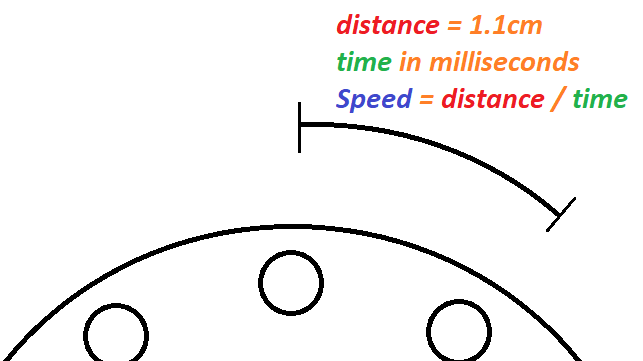 distance = 1.1cm
time in milliseconds
Speed = distance / time